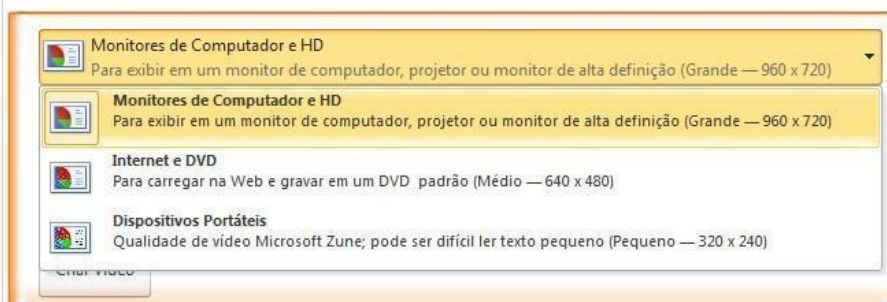 Monitores de Computador e HD
Para exibir em um monitor de computador, projetor ou monitor de alta definição (Grande — 960 x 720)
Monitores de Computador e HD
Para exibir em um monitor de computador, projetor ou monitor de alta definição (Grande — 960 x 720)
Internet e DVD
Para carregar na Web e gravar em um DVD padrão (Médio — 640 x 480)
Dispositivos Portáteis
Qualidade de vídeo Microsoft Zune; pode ser difícil ler texto pequeno (Pequeno — 320 x 240)
Criar Vídeo